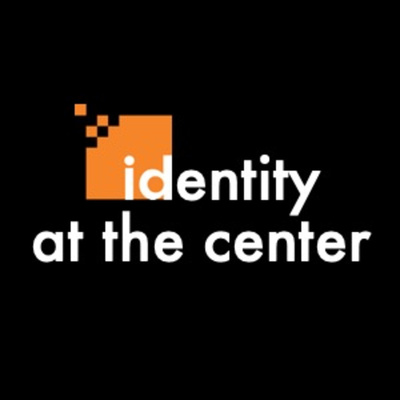 identity
at the center